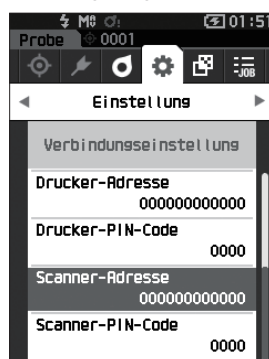 M0 01:51
Probe 0001
JOB
Einstellung
Verbindungseinstellung
Drucker-Adresse
000000000000
Drucker-PIN-Code
0000
Scanner-Adresse
000000000000
Scanner-PIN-Code
0000